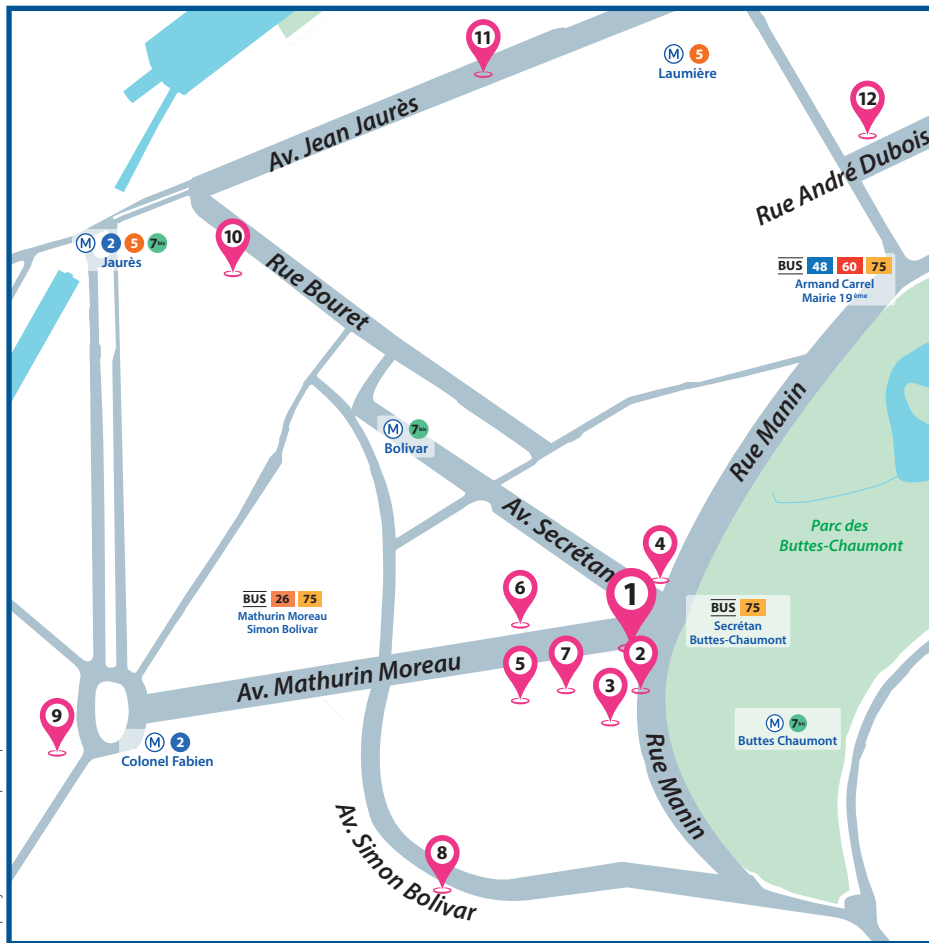 11
M 5
Laumière
12
Av. Jean Jaurès
Rue André Dubois
10
M 2 5 7bis
Jaurès
Rue Bouret
BUS 48 60 75
Armand Carrel
Mairie 19ème
Rue Manin
M 7bis
Bolivar
Av. Secrétan
Parc des
Buttes-Chaumont
4
6
1
BUS 26 75
Mathurin Moreau
Simon Bolivar
BUS 75
Secrétan
Buttes-Chaumont
Av. Mathurin Moreau
5
7
2
3
9
M 2
Colonel Fabien
M 7bis
Buttes Chaumont
Rue Manin
Av. Simon Bolivar
8